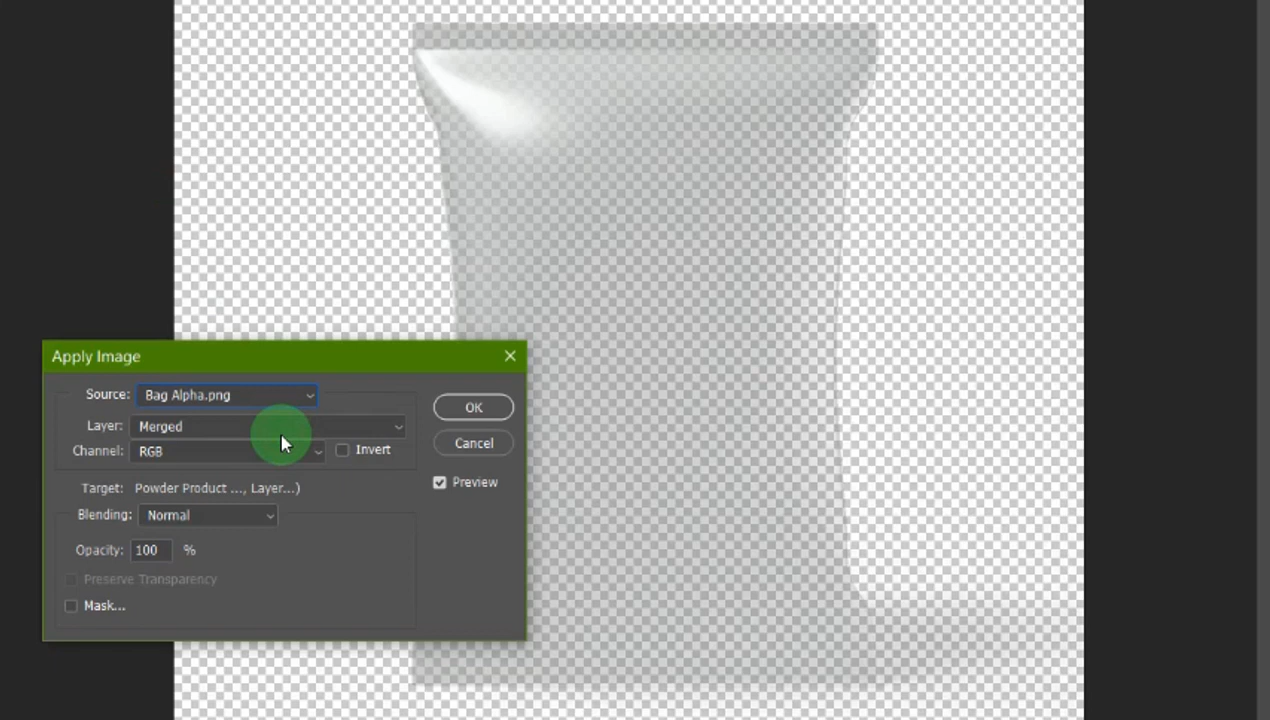 Apply Image
Source: Bag Alpha.png
OK
Layer: Merged
Channel: RGB
Invert
Cancel
Target: Powder Product ..., Layer...)
Preview
Blending: Normal
Opacity: 100 %
Preserve Transparency
Mask...